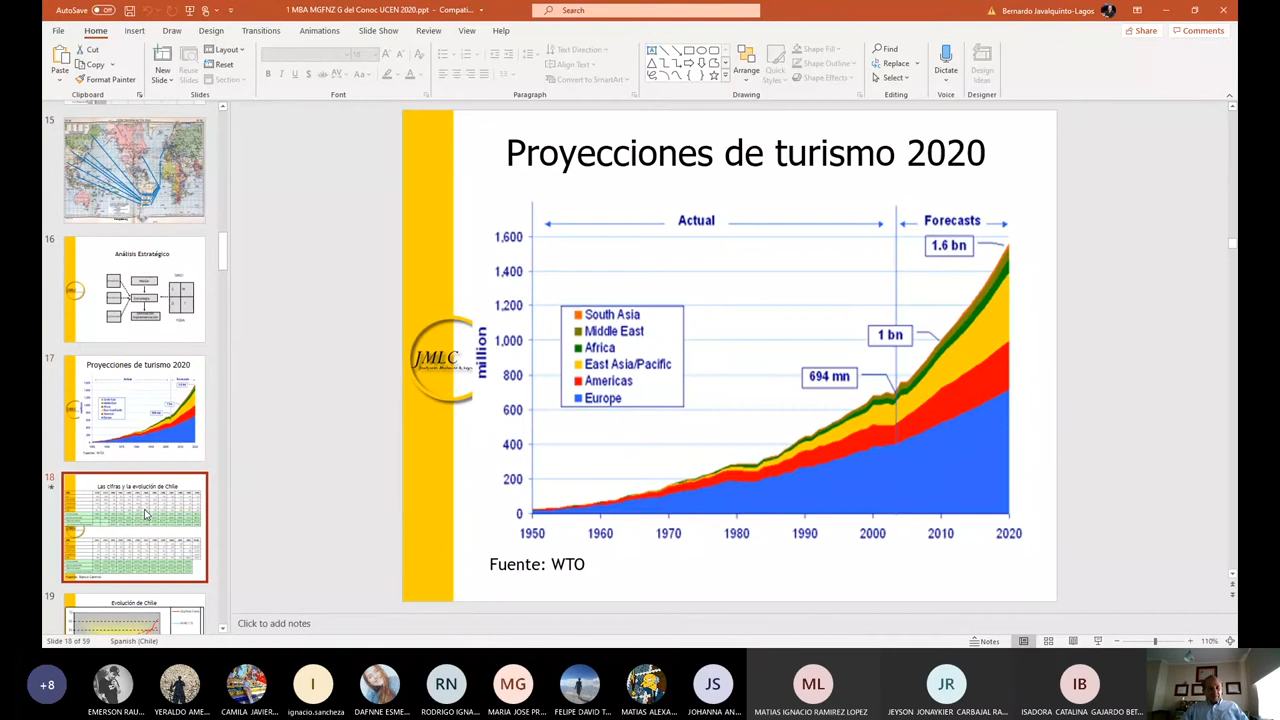 AutoSave Off
1 MBA MGFNZ G del Conoc UCEN 2020.ppt - Compati...
Search
Bernardo Javalquinto-Lagos
File Home Insert Draw Design Transitions Animations Slide Show Review View Help
Share Comments
Paste
Cut
Copy
Format Painter
Clipboard
New Slide
Reuse Slides
Layout
Reset
Section
Slides
Font
Text Direction
Align Text
Convert to SmartArt
Paragraph
Arrange
Quick Styles
Shape Fill
Shape Outline
Shape Effects
Drawing
Find
Replace
Select
Editing
Dictate
Voice
Design Ideas
Designer
15
16
Análisis Estratégico
17
Proyecciones de turismo 2020
18
Las cifras y la evolución de Chile
19
Evolución de Chile
Proyecciones de turismo 2020
Actual
Forecasts
1,600
1,400
1,200
1,000
800
600
400
200
0
million
1.6 bn
1 bn
694 mn
South Asia
Middle East
Africa
East Asia/Pacific
Americas
Europe
1950 1960 1970 1980 1990 2000 2010 2020
JMLC
Fuente: WTO
Click to add notes
Slide 18 of 59
Spanish (Chile)
Notes
110%
+8
I
RN
MG
JS
ML
JR
IB
EMERSON RAU...
YERALDO AME...
CAMILA JAVIER...
ignacio.sancheza
DAFNNE ESME...
RODRIGO IGNA...
MARIA JOSE PR...
FELIPE DAVID T...
MATIAS ALEXA...
JOHANNA AN...
MATIAS IGNACIO RAMIREZ LOPEZ
JEYSON JONAYKIER CARBAJAL RA...
ISADORA CATALINA GAJARDO BET...